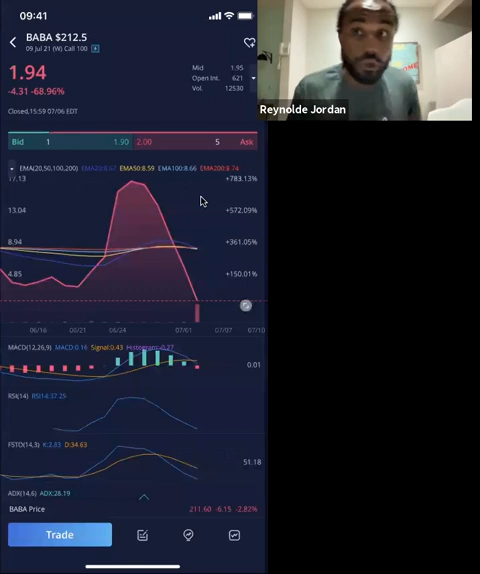 09:41
BABA $212.5
09 Jul 21 (W) Call 100
1.94
-4.31 -68.96%
Mid 1.95
Open Int. 621
Vol. 12530
Closed,15:59 07/06 EDT
Bid 1 1.90 2.00 5 Ask
EMA(20,50,100,200) EMA50:8.59 EMA100:8.66 EMA200:8.74
17.13 +783.13%
13.04 +572.09%
8.94 +361.05%
4.85 +150.01%
06/16 06/21 06/24 07/01 07/07 07/10
MACD(12,26,9) MACD:0.16 Signal:0.43 Histogram:-0.27
0.01
RSI(14) RSI14:37.25
FSTO(14,3) K:2.83 D:34.63
51.18
ADX(14,6) ADX:28.19
BABA Price 211.60 -6.15 -2.82%
Trade
Reynolde Jordan